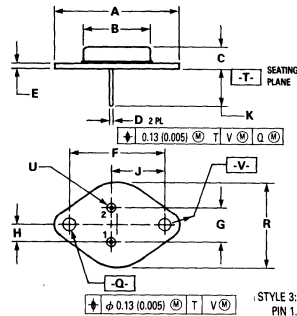 A
B
C
-T- SEATING PLANE
E
K
D 2 PL
⌖ 0.13 (0.005) Ⓜ T V Ⓜ Q Ⓜ
F
J
U
-V-
2
H
1
G
R
-Q-
⌖ ϕ 0.13 (0.005) Ⓜ T V Ⓜ
STYLE 3:
PIN 1.